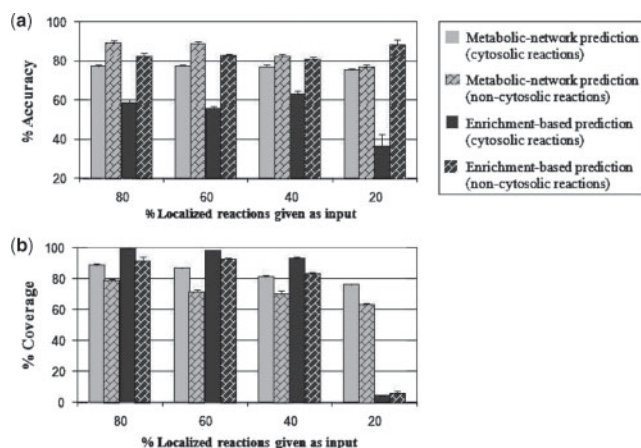 (a)
100
80
60
40
20
% Accuracy
80 60 40 20
% Localized reactions given as input
Metabolic-network prediction
(cytosolic reactions)
Metabolic-network prediction
(non-cytosolic reactions)
Enrichment-based prediction
(cytosolic reactions)
Enrichment-based prediction
(non-cytosolic reactions)
(b)
100
80
60
40
20
0
% Coverage
80 60 40 20
% Localized reactions given as input